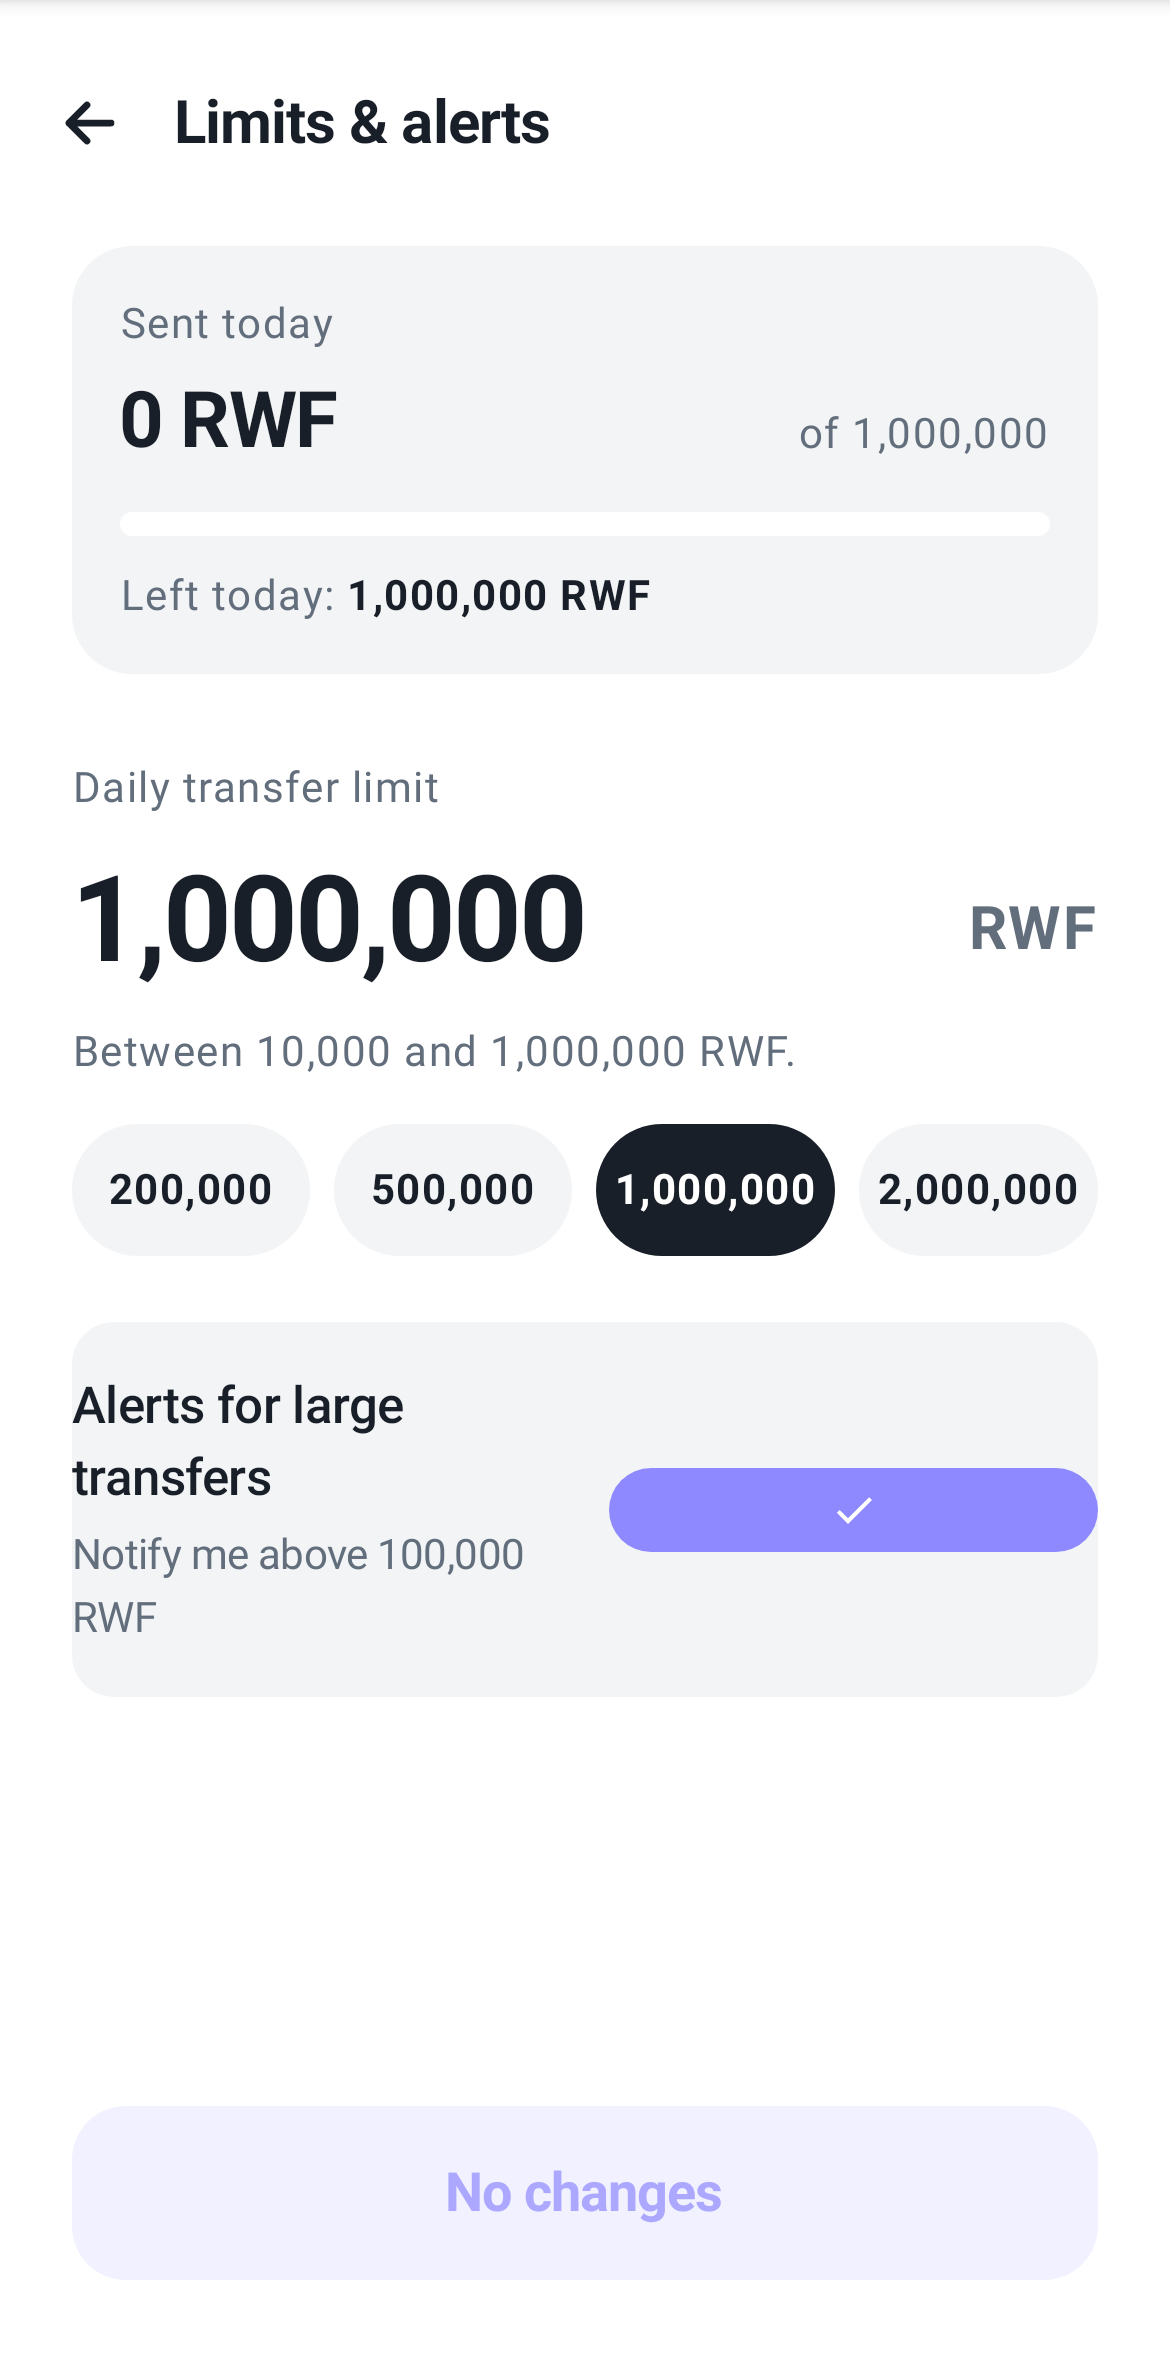 Limits & alerts
Sent today
0 RWF
of 1,000,000
Left today: 1,000,000 RWF
Daily transfer limit
1,000,000
RWF
Between 10,000 and 1,000,000 RWF.
200,000
500,000
1,000,000
2,000,000
Alerts for large
transfers
Notify me above 100,000
RWF
No changes